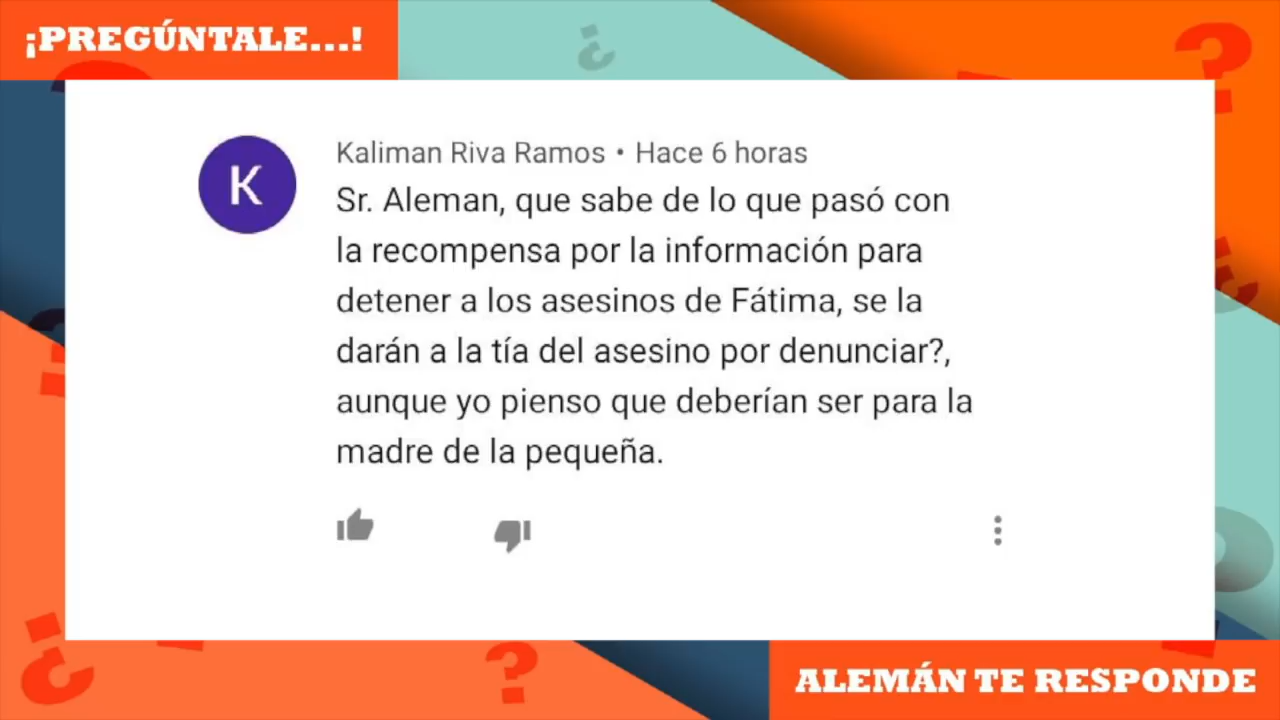 ¡PREGÚNTALE...!
K
Kaliman Riva Ramos • Hace 6 horas
Sr. Aleman, que sabe de lo que pasó con
la recompensa por la información para
detener a los asesinos de Fátima, se la
darán a la tía del asesino por denunciar?,
aunque yo pienso que deberían ser para la
madre de la pequeña.
ALEMÁN TE RESPONDE